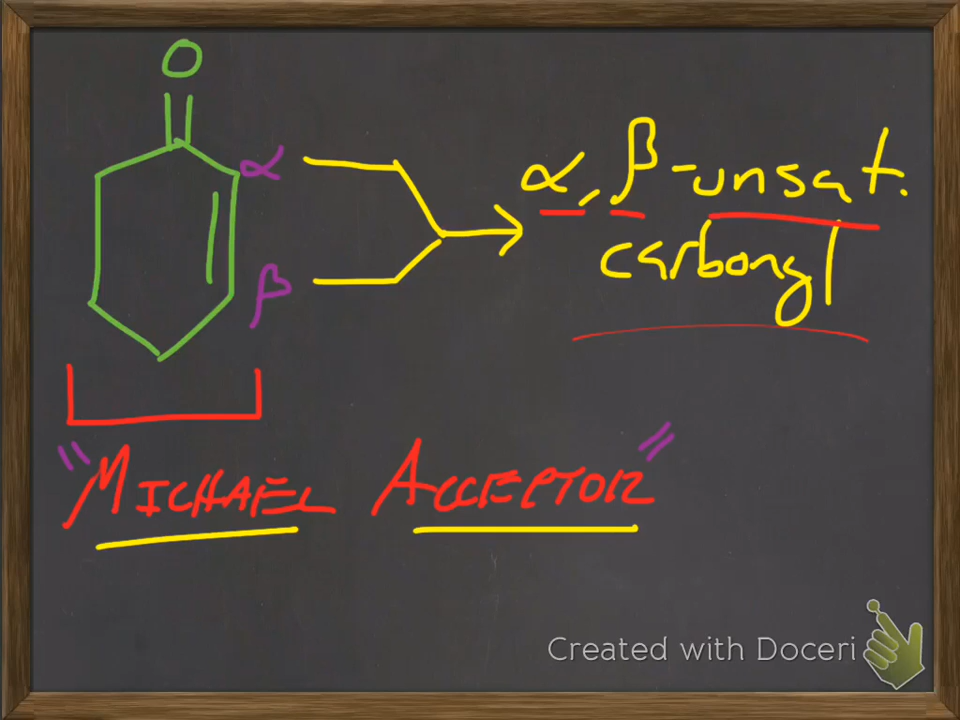 O
α
β
α, β-unsat.
carbonyl
"MICHAEL ACCEPTOR"
Created with Doceri